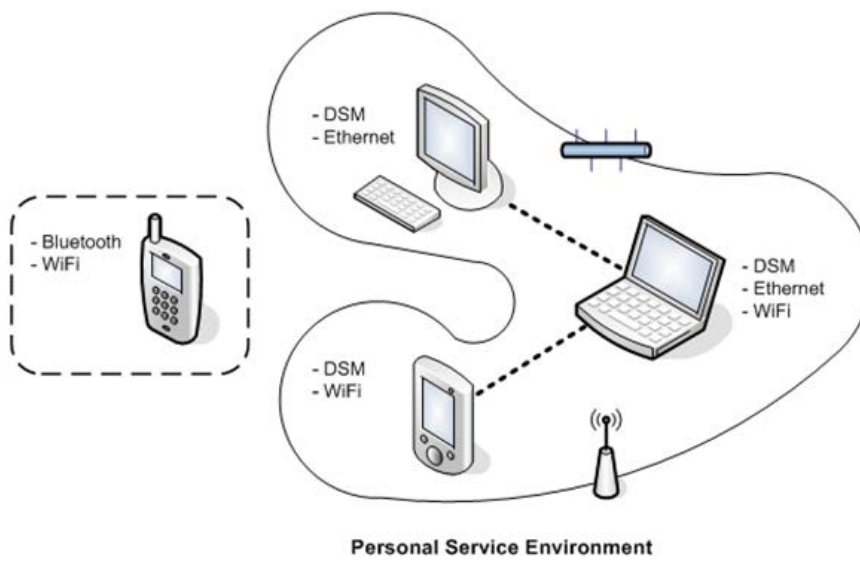 - DSM
- Ethernet
- Bluetooth
- WiFi
- DSM
- Ethernet
- WiFi
- DSM
- WiFi
Personal Service Environment